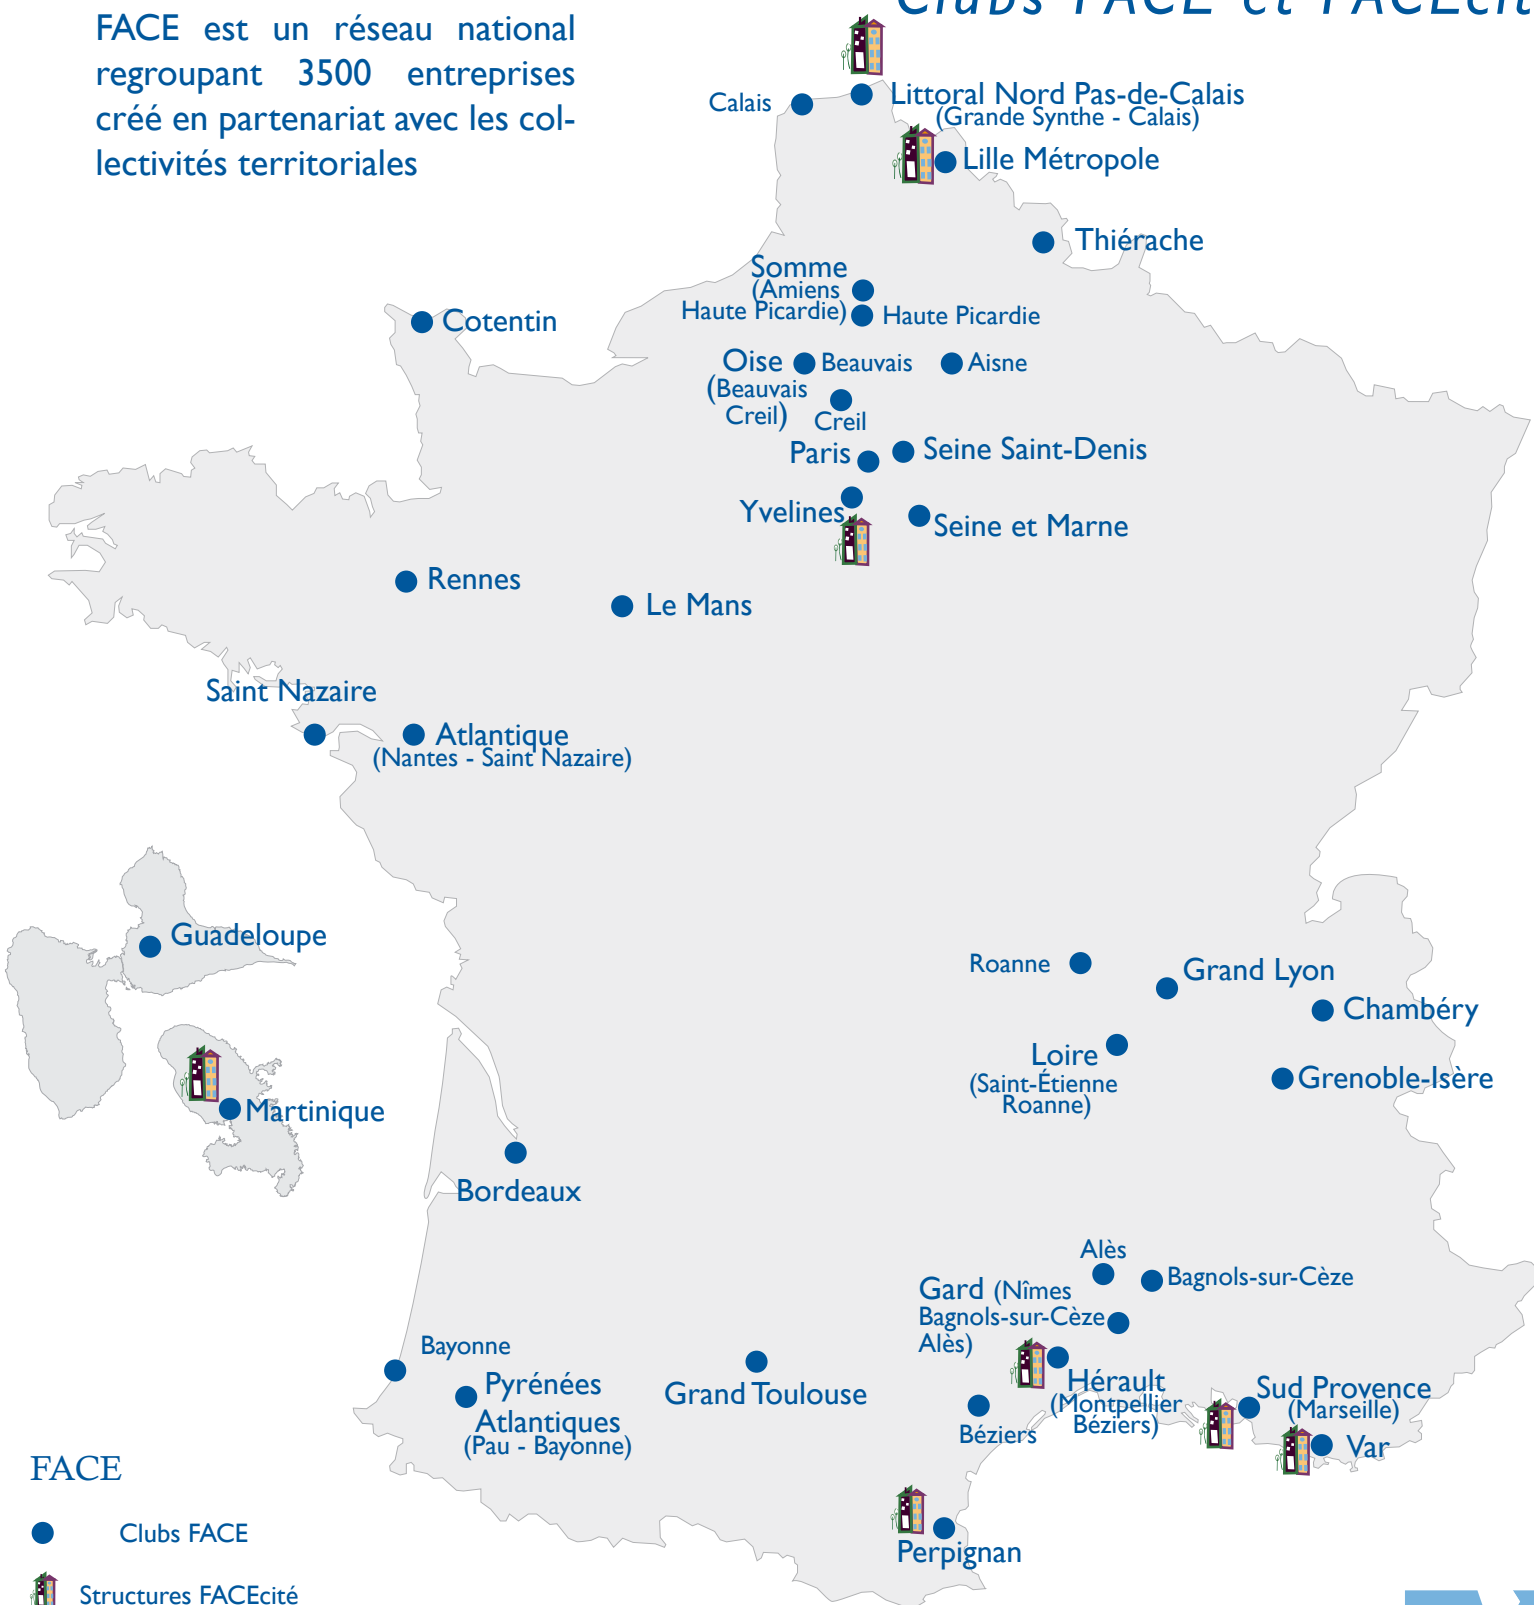 Clubs FACE et FACEcit
FACE est un réseau national
regroupant 3500 entreprises
créé en partenariat avec les col-
lectivités territoriales
Calais
Littoral Nord Pas-de-Calais
(Grande Synthe - Calais)
Lille Métropole
Thiérache
Somme
(Amiens
Haute Picardie)
Haute Picardie
Cotentin
Oise
Beauvais
Aisne
(Beauvais
Creil)
Creil
Paris
Seine Saint-Denis
Yvelines
Seine et Marne
Rennes
Le Mans
Saint Nazaire
Atlantique
(Nantes - Saint Nazaire)
Guadeloupe
Roanne
Grand Lyon
Chambéry
Loire
(Saint-Étienne
Roanne)
Grenoble-Isère
Martinique
Bordeaux
Alès
Bagnols-sur-Cèze
Gard (Nîmes
Bagnols-sur-Cèze
Alès)
Bayonne
Pyrénées
Atlantiques
(Pau - Bayonne)
Grand Toulouse
Hérault
(Montpellier
Béziers)
Béziers
Sud Provence
(Marseille)
Var
Perpignan
FACE
Clubs FACE
Structures FACEcité